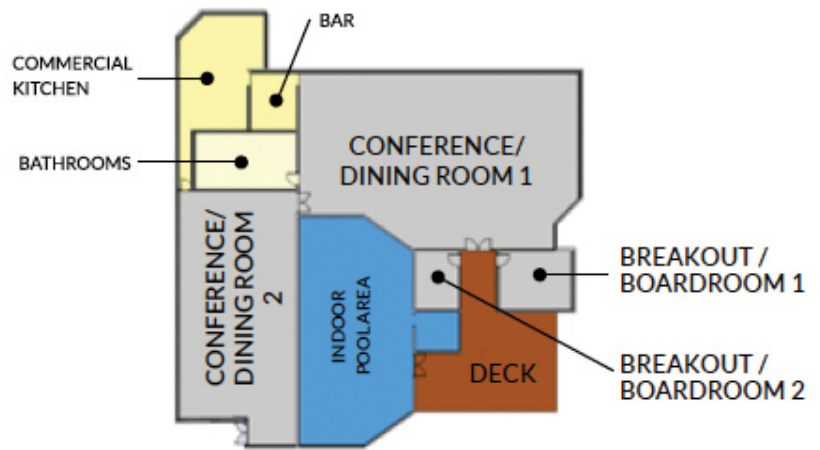 BAR
COMMERCIAL
KITCHEN
BATHROOMS
CONFERENCE/
DINING ROOM 1
CONFERENCE/
DINING ROOM
2
INDOOR
POOLAREA
BREAKOUT /
BOARDROOM 1
BREAKOUT /
BOARDROOM 2
DECK